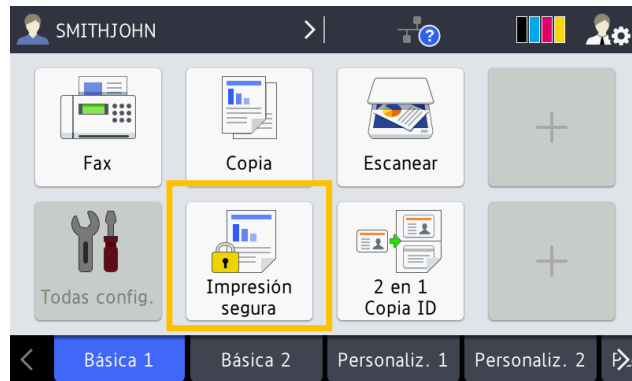 SMITHJOHN
Fax
Copia
Escanear
Todas config.
Impresión
segura
2 en 1
Copia ID
Básica 1
Básica 2
Personaliz. 1
Personaliz. 2